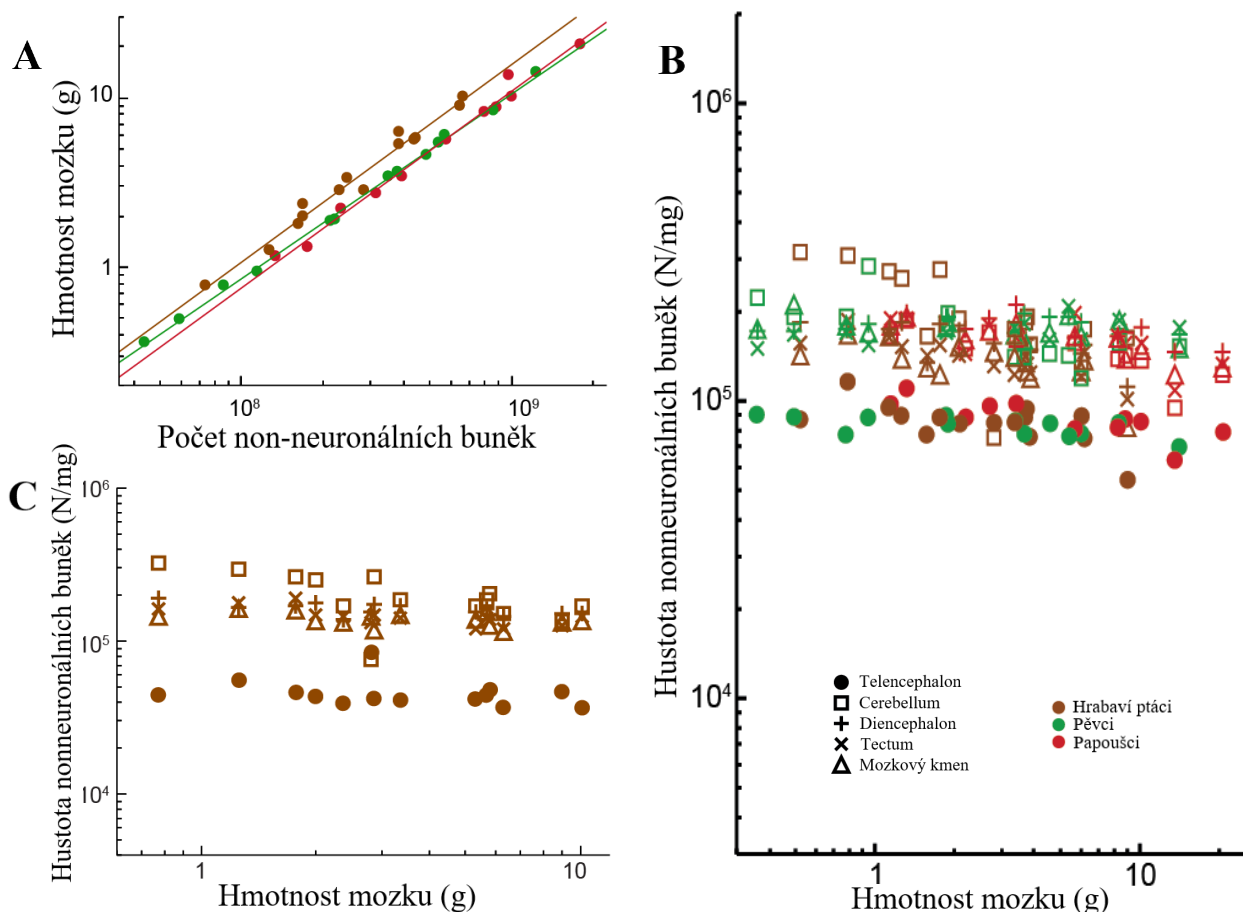 A
Hmotnost mozku (g)
10
1
10⁸
10⁹
Počet non-neuronálních buněk
B
Hustota nonneuronálních buněk (N/mg)
10⁶
10⁵
10⁴
Telencephalon
Cerebellum
Diencephalon
Tectum
Mozkový kmen
Hrabaví ptáci
Pěvci
Papoušci
1
10
Hmotnost mozku (g)
C
Hustota nonneuronálních buněk (N/mg)
10⁶
10⁵
10⁴
1
10
Hmotnost mozku (g)